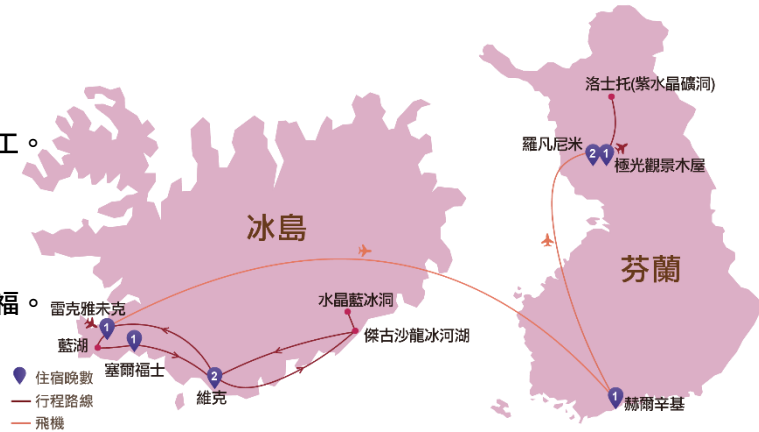 工。
福。
冰島
雷克雅未克
1
藍湖
1
塞爾福士
2
維克
水晶藍冰洞
傑古沙龍冰河湖
住宿晚數
行程路線
飛機
洛士托(紫水晶礦洞)
羅凡尼米
2
1
極光觀景木屋
芬蘭
1
赫爾辛基